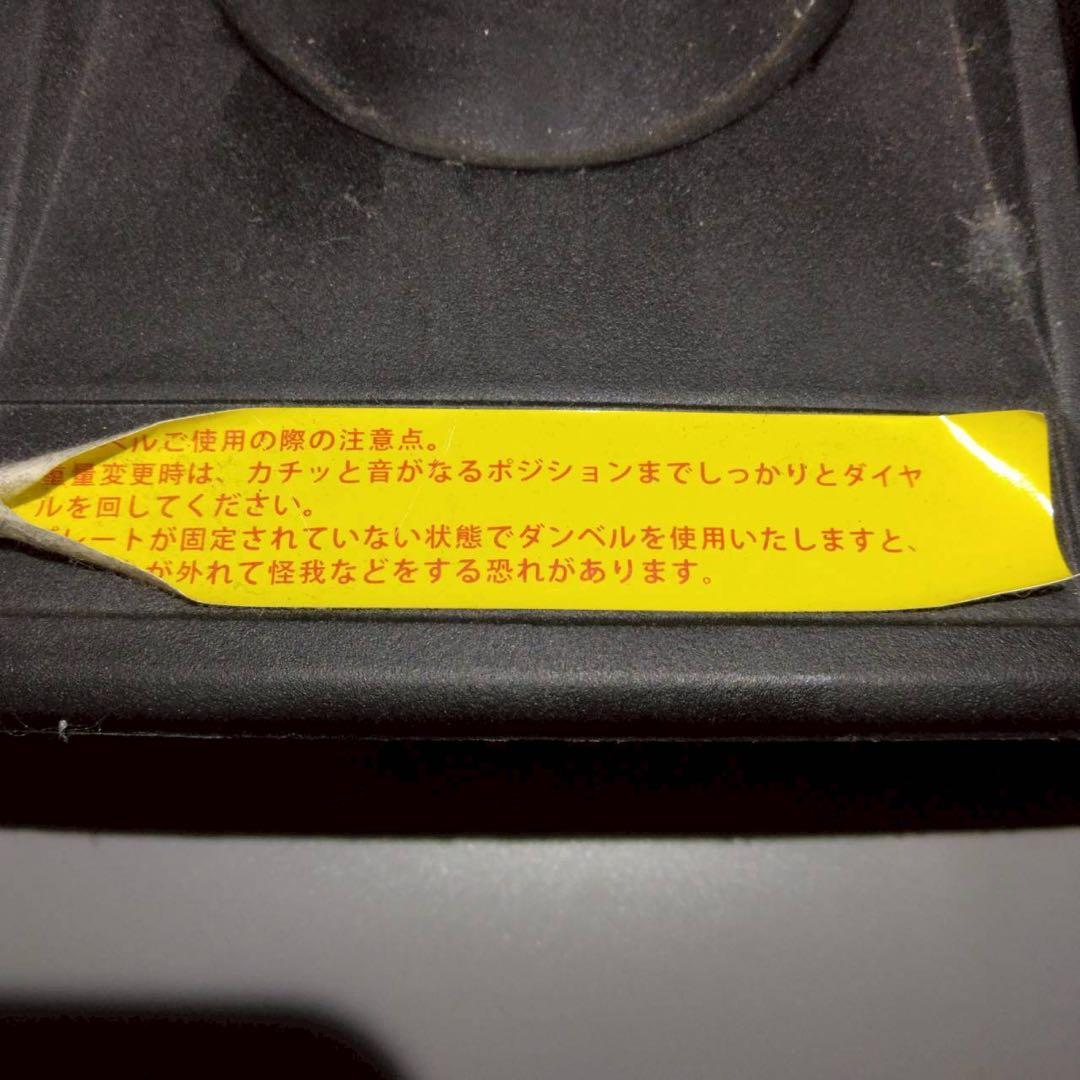 ベルご使用の際の注意点。
重量変更時は、カチッと音がなるポジションまでしっかりとダイヤ
ルを回してください。
プレートが固定されていない状態でダンベルを使用いたしますと、
が外れて怪我などをする恐れがあります。